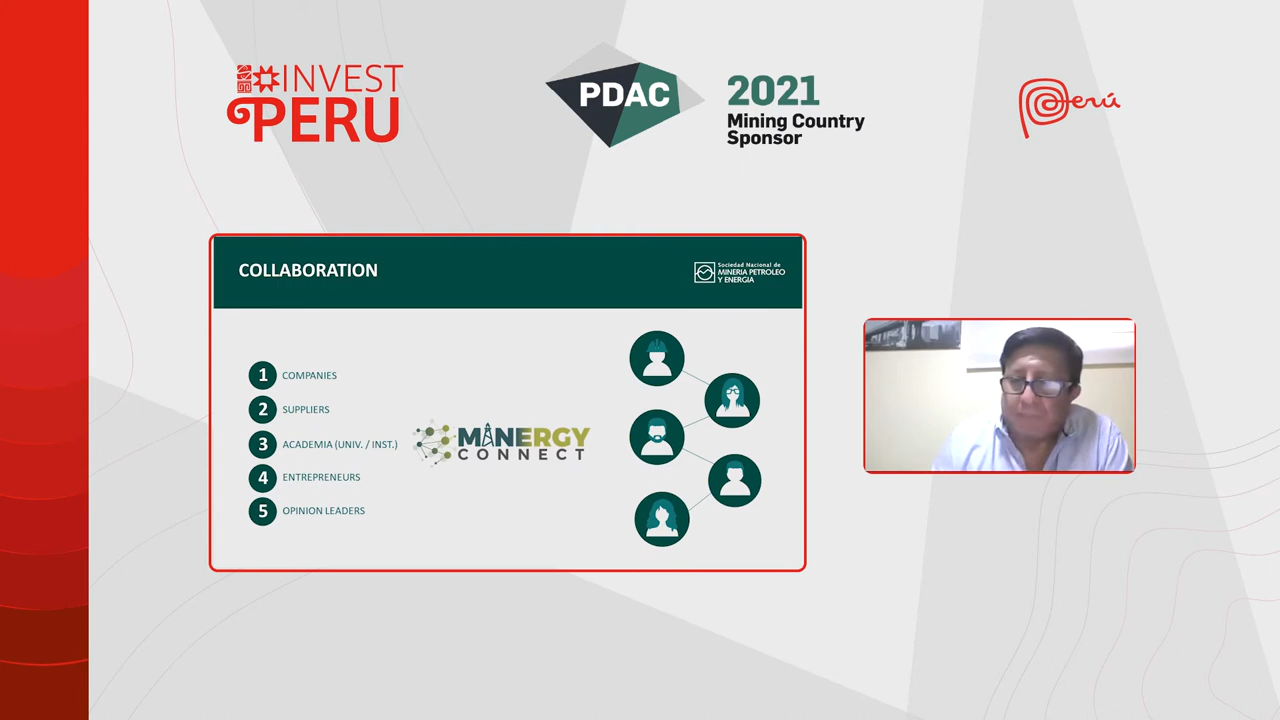 INVEST
PERU
PDAC
2021
Mining Country
Sponsor
Perú
COLLABORATION
Sociedad Nacional de
MINERIA PETROLEO
Y ENERGIA
1 COMPANIES
2 SUPPLIERS
3 ACADEMIA (UNIV. / INST.)
4 ENTREPRENEURS
5 OPINION LEADERS
MINERGY
CONNECT